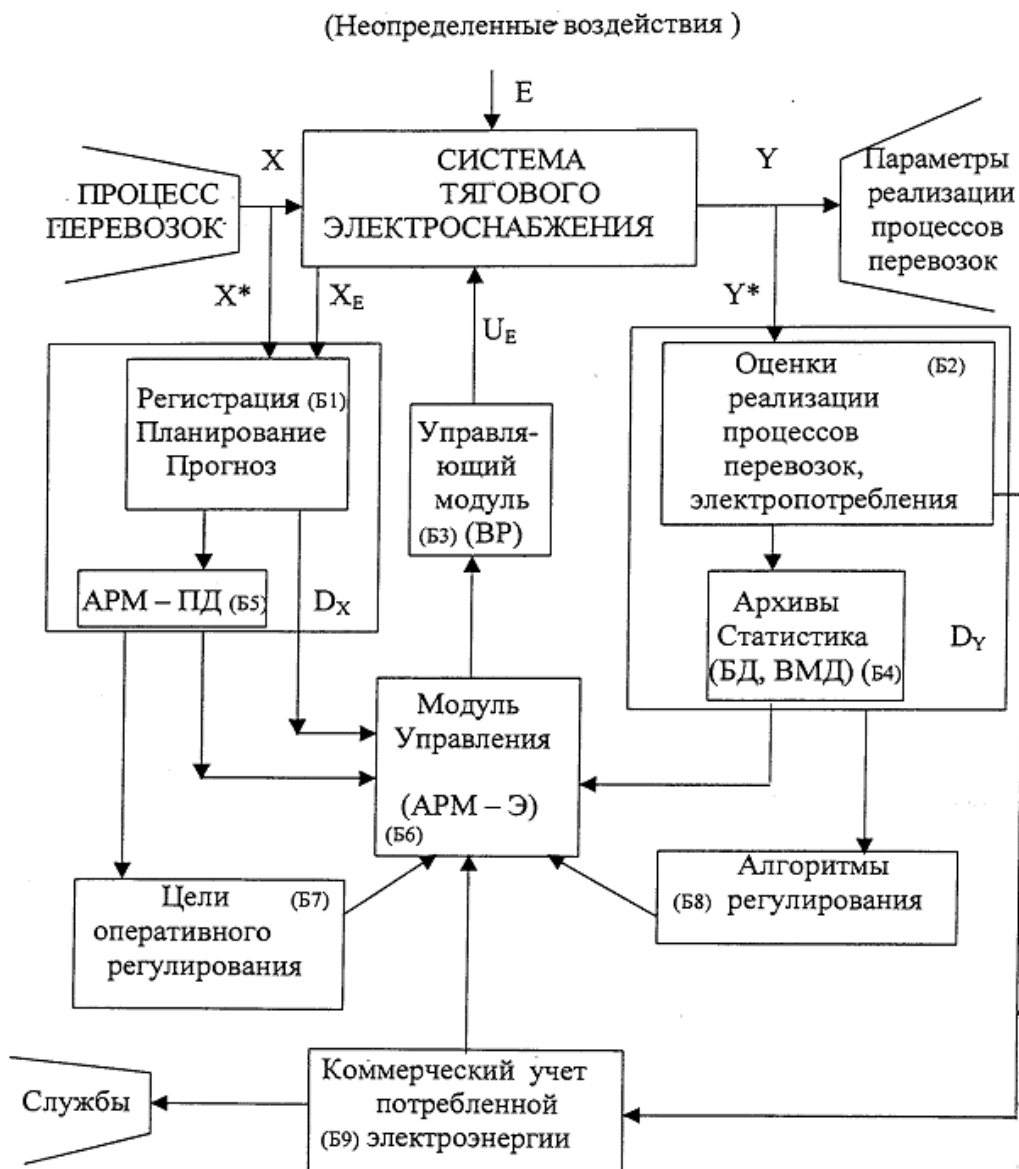 (Неопределенные воздействия )
E
ПРОЦЕСС
ПЕРЕВОЗОК
X
СИСТЕМА
ТЯГОВОГО
ЭЛЕКТРОСНАБЖЕНИЯ
Y
Параметры
реализации
процессов
перевозок
X*
X_E
U_E
Y*
Регистрация (Б1)
Планирование
Прогноз
Управля-
ющий
модуль
(Б3) (ВР)
Оценки (Б2)
реализации
процессов
перевозок,
электропотребления
АРМ – ПД (Б5)
D_X
Архивы
Статистика
(БД, ВМД) (Б4)
D_Y
Модуль
Управления
(АРМ – Э)
(Б6)
Цели (Б7)
оперативного
регулирования
Алгоритмы
(Б8) регулирования
Службы
Коммерческий учет
потребленной
(Б9) электроэнергии